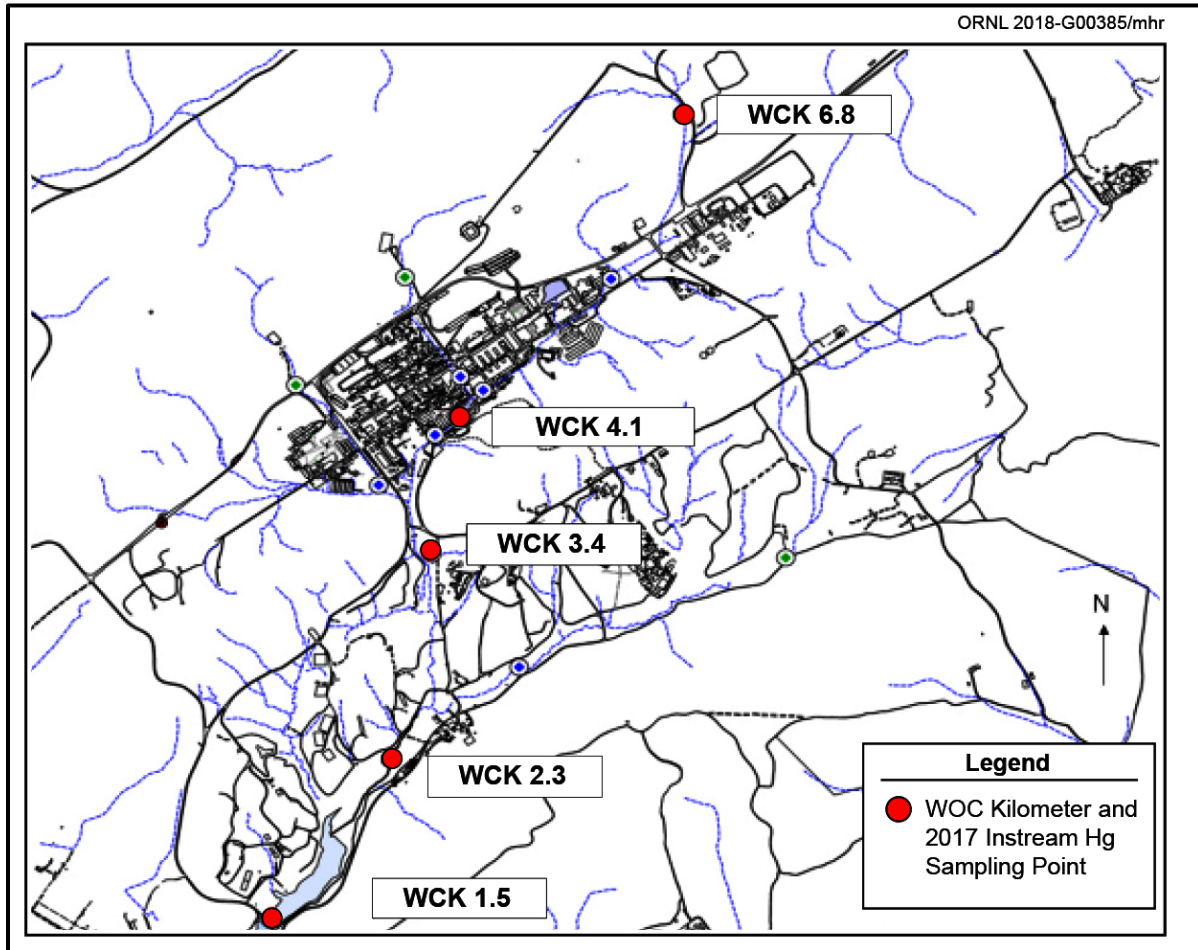 ORNL 2018-G00385/mhr
WCK 6.8
WCK 4.1
WCK 3.4
N
WCK 2.3
Legend
WOC Kilometer and
2017 Instream Hg
Sampling Point
WCK 1.5